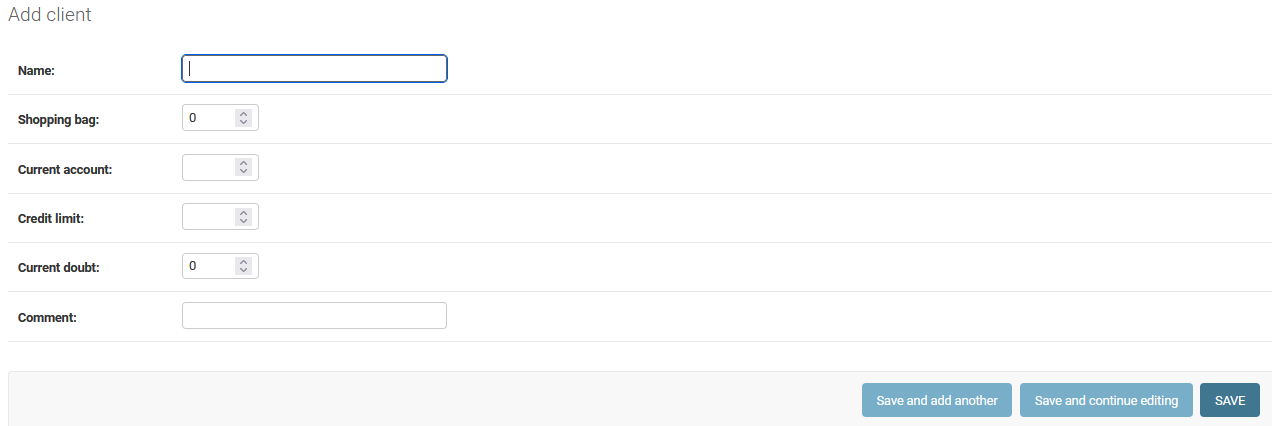 Add client
Name:
Shopping bag: 0
Current account:
Credit limit:
Current doubt: 0
Comment:
Save and add another Save and continue editing SAVE